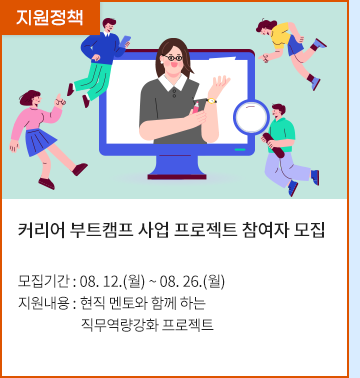 지원정책
커리어 부트캠프 사업 프로젝트 참여자 모집
모집기간 : 08. 12.(월) ~ 08. 26.(월)
지원내용 : 현직 멘토와 함께 하는
직무역량강화 프로젝트